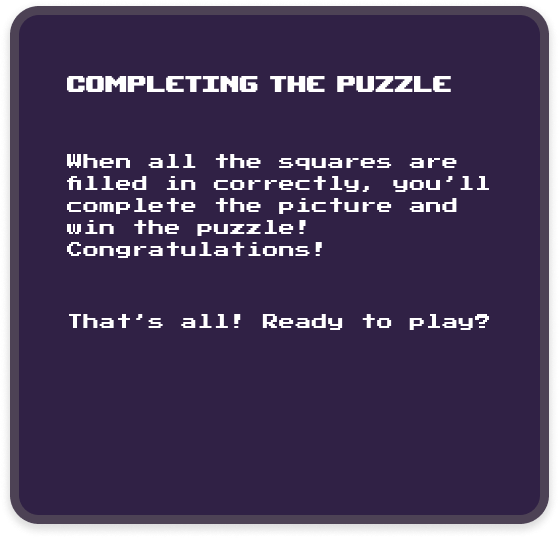 COMPLETING THE PUZZLE
When all the squares are
filled in correctly, you'll
complete the picture and
win the puzzle!
Congratulations!
That's all! Ready to play?